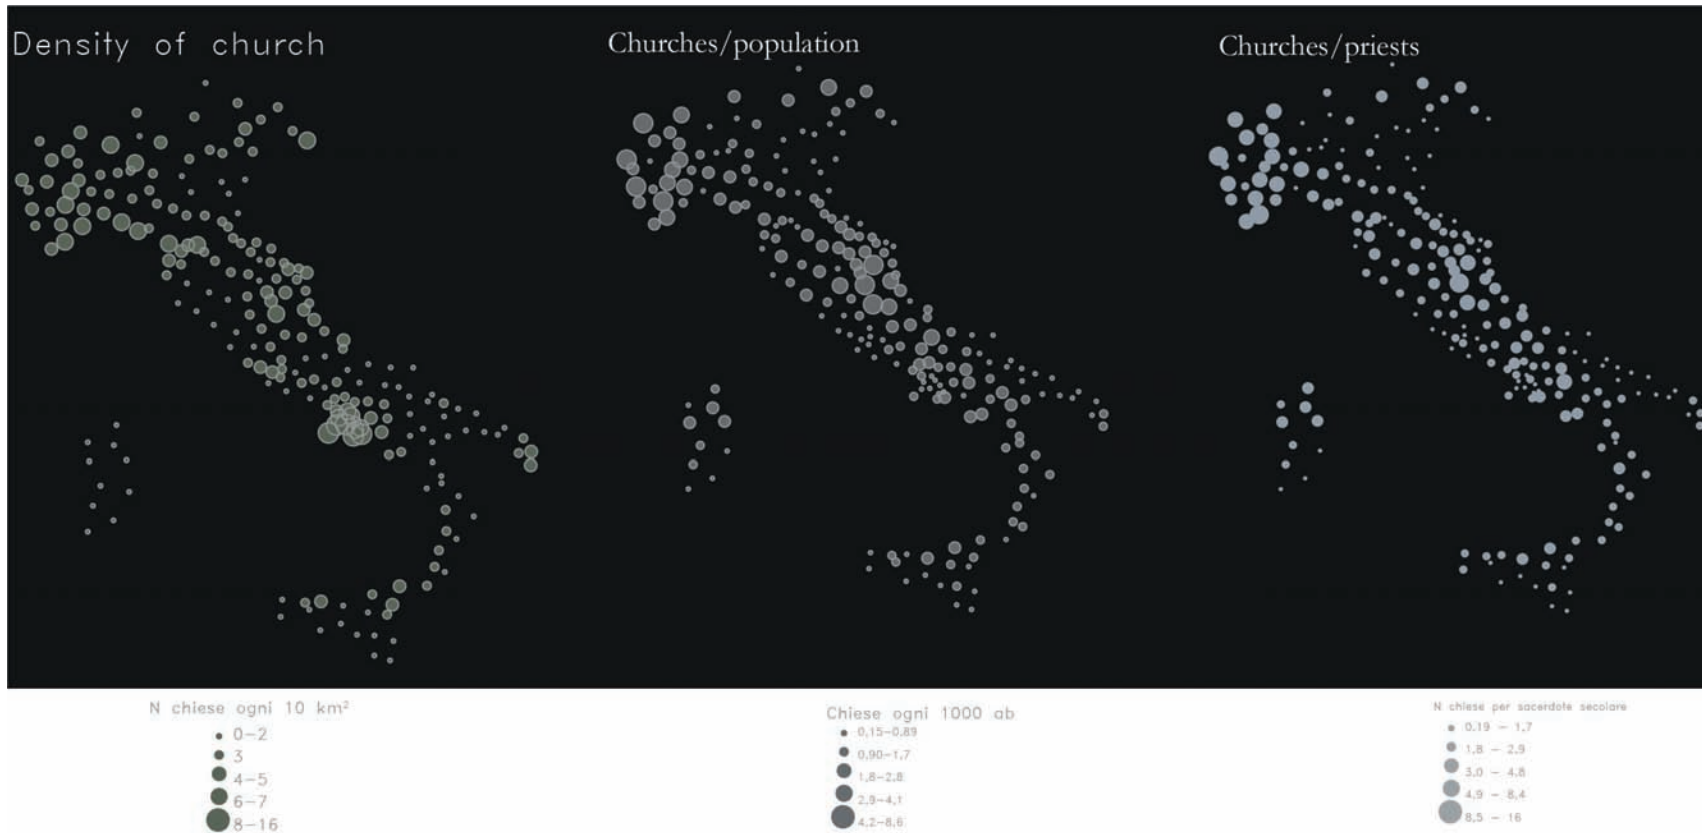 Density of church
Churches/population
Churches/priests
N chiese ogni 10 km²
0-2
3
4-5
6-7
8-16
Chiese ogni 1000 ab
0,15-0,89
0,90-1,7
1,8-2,8
2,9-4,1
4,2-8,6
N chiese per sacerdote secolare
0,19 - 1,7
1,8 - 2,9
3,0 - 4,8
4,9 - 8,4
8,5 - 16